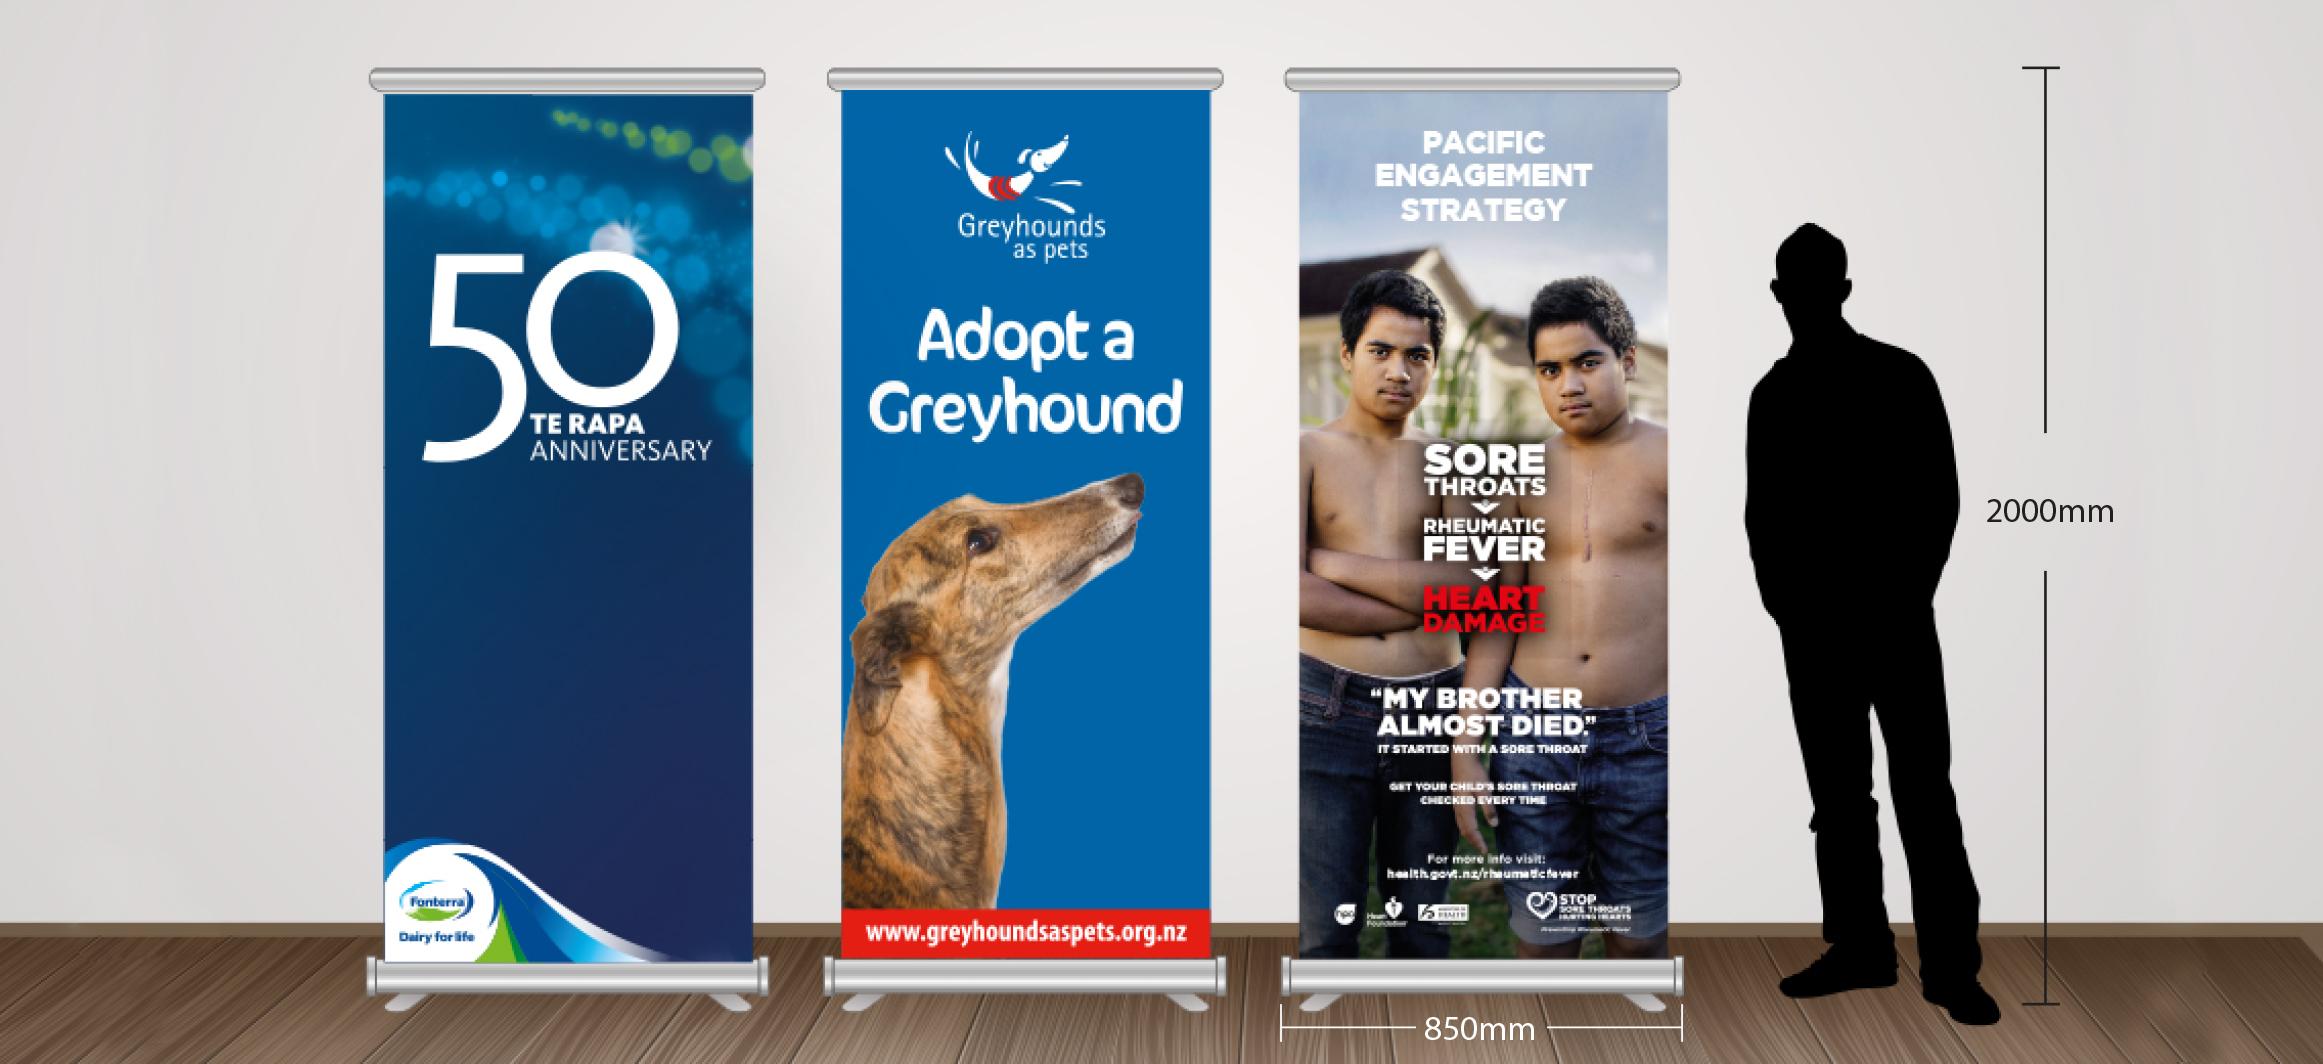 50
TE RAPA
ANNIVERSARY
Fonterra
Dairy for life
Greyhounds
as pets
Adopt a
Greyhound
www.greyhoundsaspets.org.nz
PACIFIC
ENGAGEMENT
STRATEGY
SORE
THROATS
RHEUMATIC
FEVER
HEART
DAMAGE
“MY BROTHER
ALMOST DIED.”
IT STARTED WITH A SORE THROAT
GET YOUR CHILD'S SORE THROAT
CHECKED EVERY TIME
For more info visit:
health.govt.nz/rheumaticfever
Heart
Foundation
HEALTH
STOP
SORE THROATS
HURTING HEARTS
2000mm
850mm